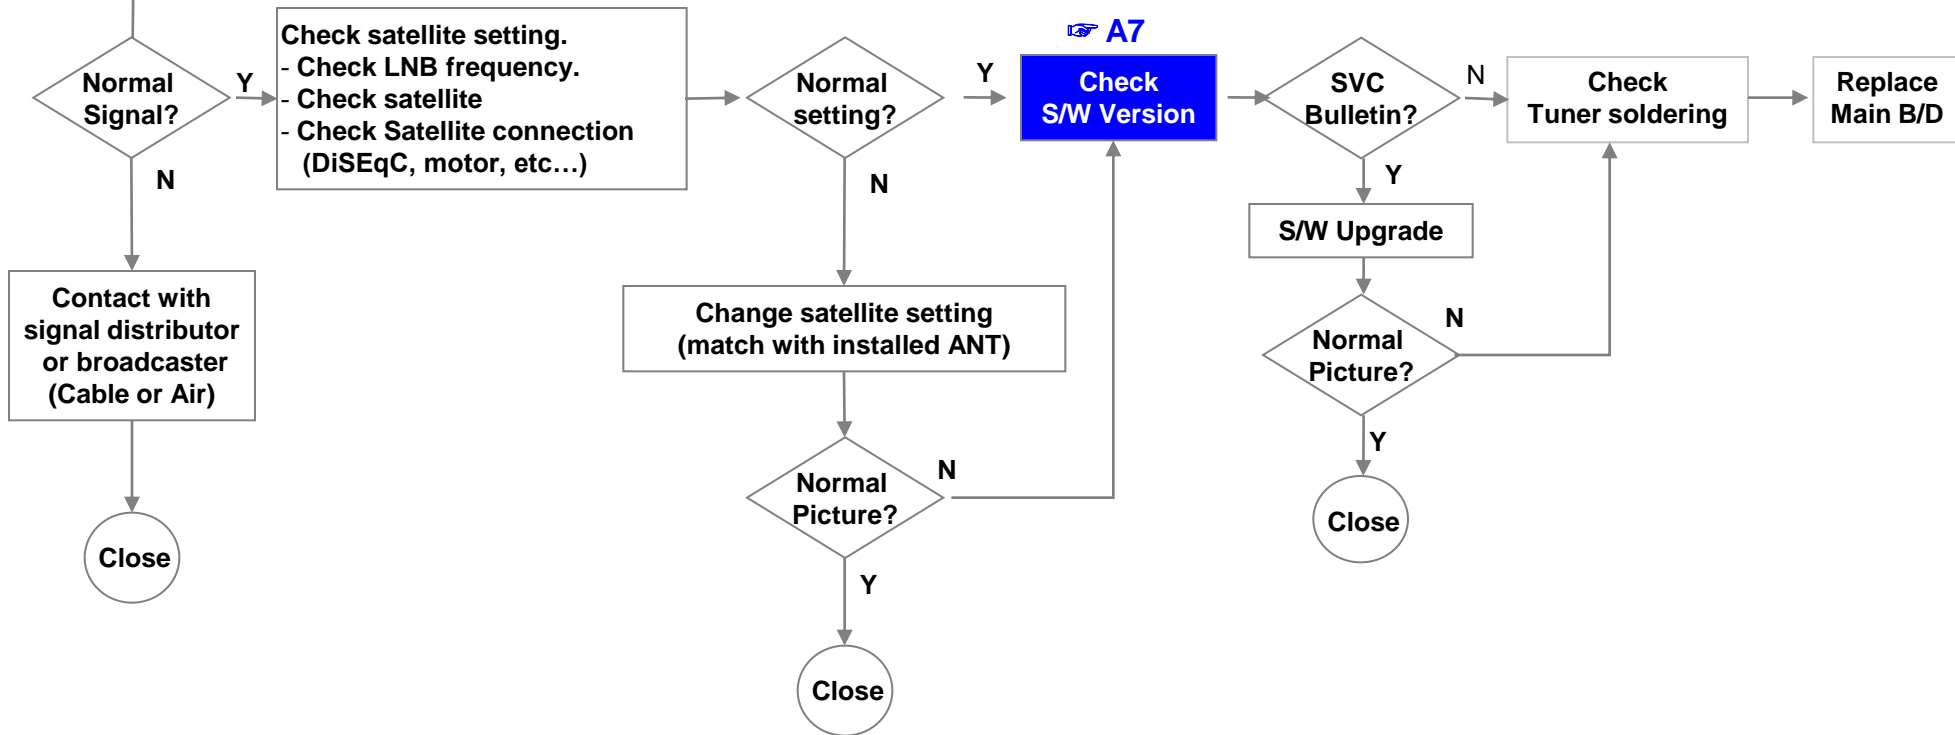 Normal
Signal?
Y
N
Contact with
signal distributor
or broadcaster
(Cable or Air)
Close
Check satellite setting.
- Check LNB frequency.
- Check satellite
- Check Satellite connection
(DiSEqC, motor, etc…)
Normal
setting?
Y
N
Change satellite setting
(match with installed ANT)
Normal
Picture?
N
Y
Close
☞ A7
Check
S/W Version
SVC
Bulletin?
N
Y
S/W Upgrade
Normal
Picture?
N
Y
Close
Check
Tuner soldering
Replace
Main B/D